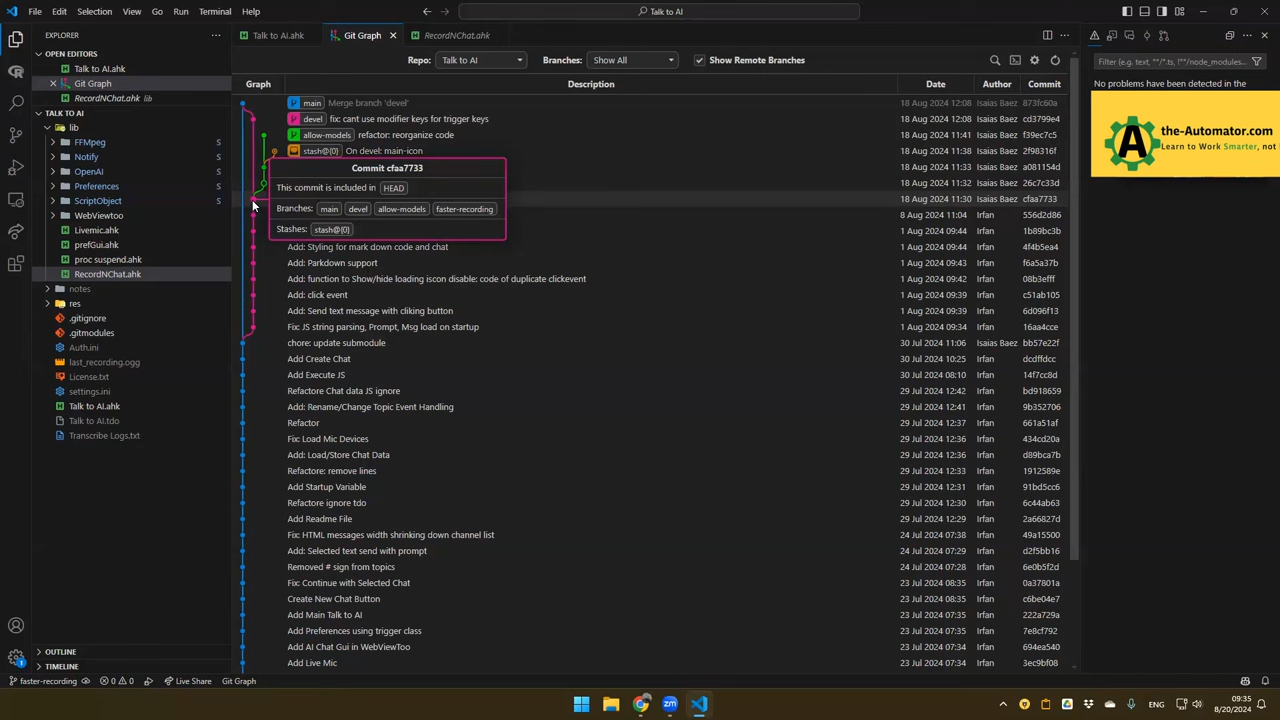 File Edit Selection View Go Run Terminal Help
Talk to AI
EXPLORER
OPEN EDITORS
Talk to AI.ahk
Git Graph
RecordNChat.ahk lib
TALK TO AI
lib
FFMpeg S
Notify S
OpenAI S
Preferences S
ScriptObject S
WebViewtoo
Livemic.ahk
prefGui.ahk
proc suspend.ahk
RecordNChat.ahk
notes
res
.gitignore
.gitmodules
Auth.ini
last_recording.ogg
License.txt
settings.ini
Talk to AI.ahk
Talk to AI.tdo
Transcribe Logs.txt
OUTLINE
TIMELINE
Talk to AI.ahk Git Graph RecordNChat.ahk
Repo: Talk to AI Branches: Show All Show Remote Branches
Graph Description Date Author Commit
main Merge branch 'devel' 18 Aug 2024 12:08 Isaias Baez 873fc60a
devel fix: cant use modifier keys for trigger keys 18 Aug 2024 12:08 Isaias Baez cd3799e4
allow-models refactor: reorganize code 18 Aug 2024 11:41 Isaias Baez f39ec7c5
stash@{0} On devel: main-icon 18 Aug 2024 11:41 Isaias Baez 2f98316f
18 Aug 2024 11:33 Isaias Baez a081154d
18 Aug 2024 11:32 Isaias Baez 26c7c33d
18 Aug 2024 11:30 Isaias Baez cfaa7733
8 Aug 2024 11:04 Irfan 556d2d86
1 Aug 2024 09:44 Irfan 1b89bc3b
Add: Styling for mark down code and chat 1 Aug 2024 09:44 Irfan 4f4b5ea4
Add: Parkdown support 1 Aug 2024 09:43 Irfan f6a5a37b
Add: function to Show/hide loading iscon disable: code of duplicate clickevent 1 Aug 2024 09:42 Irfan 08b3efff
Add: click event 1 Aug 2024 09:39 Irfan c51ab105
Add: Send text message with cliking button 1 Aug 2024 09:39 Irfan 6d096f13
Fix: JS string parsing, Prompt, Msg load on startup 1 Aug 2024 09:34 Irfan 16aa4cce
chore: update submodule 30 Jul 2024 11:06 Isaias Baez bb57e22f
Add Create Chat 30 Jul 2024 10:25 Irfan dcdffdcc
Add Execute JS 30 Jul 2024 08:10 Irfan 14f7cc8d
Refactore Chat data JS ignore 29 Jul 2024 12:42 Irfan bd918659
Add: Rename/Change Topic Event Handling 29 Jul 2024 12:41 Irfan 9b352706
Refactor 29 Jul 2024 12:37 Irfan 661a51af
Fix: Load Mic Devices 29 Jul 2024 12:36 Irfan 434cd20a
Add: Load/Store Chat Data 29 Jul 2024 12:36 Irfan d89bca7b
Refactore: remove lines 29 Jul 2024 12:33 Irfan 1912589e
Add Startup Variable 29 Jul 2024 12:31 Irfan 91bd5cc6
Refactore ignore tdo 29 Jul 2024 12:30 Irfan 6c44ab63
Add Readme File 29 Jul 2024 12:29 Irfan 2a66827d
Fix: HTML messages width shrinking down channel list 24 Jul 2024 07:38 Irfan 49a15500
Add: Selected text send with prompt 24 Jul 2024 07:29 Irfan d2f5bb16
Removed # sign from topics 24 Jul 2024 07:28 Irfan 6e0b5f2d
Fix: Continue with Selected Chat 23 Jul 2024 08:35 Irfan 0a37801a
Create New Chat Button 23 Jul 2024 08:35 Irfan c6be04e7
Add Main Talk to AI 23 Jul 2024 07:35 Irfan 222a729a
Add Preferences using trigger class 23 Jul 2024 07:35 Irfan 7e8cf792
Add AI Chat Gui in WebViewToo 23 Jul 2024 07:34 Irfan 694ea540
Add Live Mic 23 Jul 2024 07:34 Irfan 3ec9bf08
Commit cfaa7733
This commit is included in HEAD
Branches: main devel allow-models faster-recording
Stashes: stash@{0}
Filter (e.g. text, **/*.ts, !**/node_modules...
No problems have been detected in the
the-Automator.com
Learn to Work Smarter, not
faster-recording 0 0 Live Share Git Graph
ENG 09:35
8/20/2024